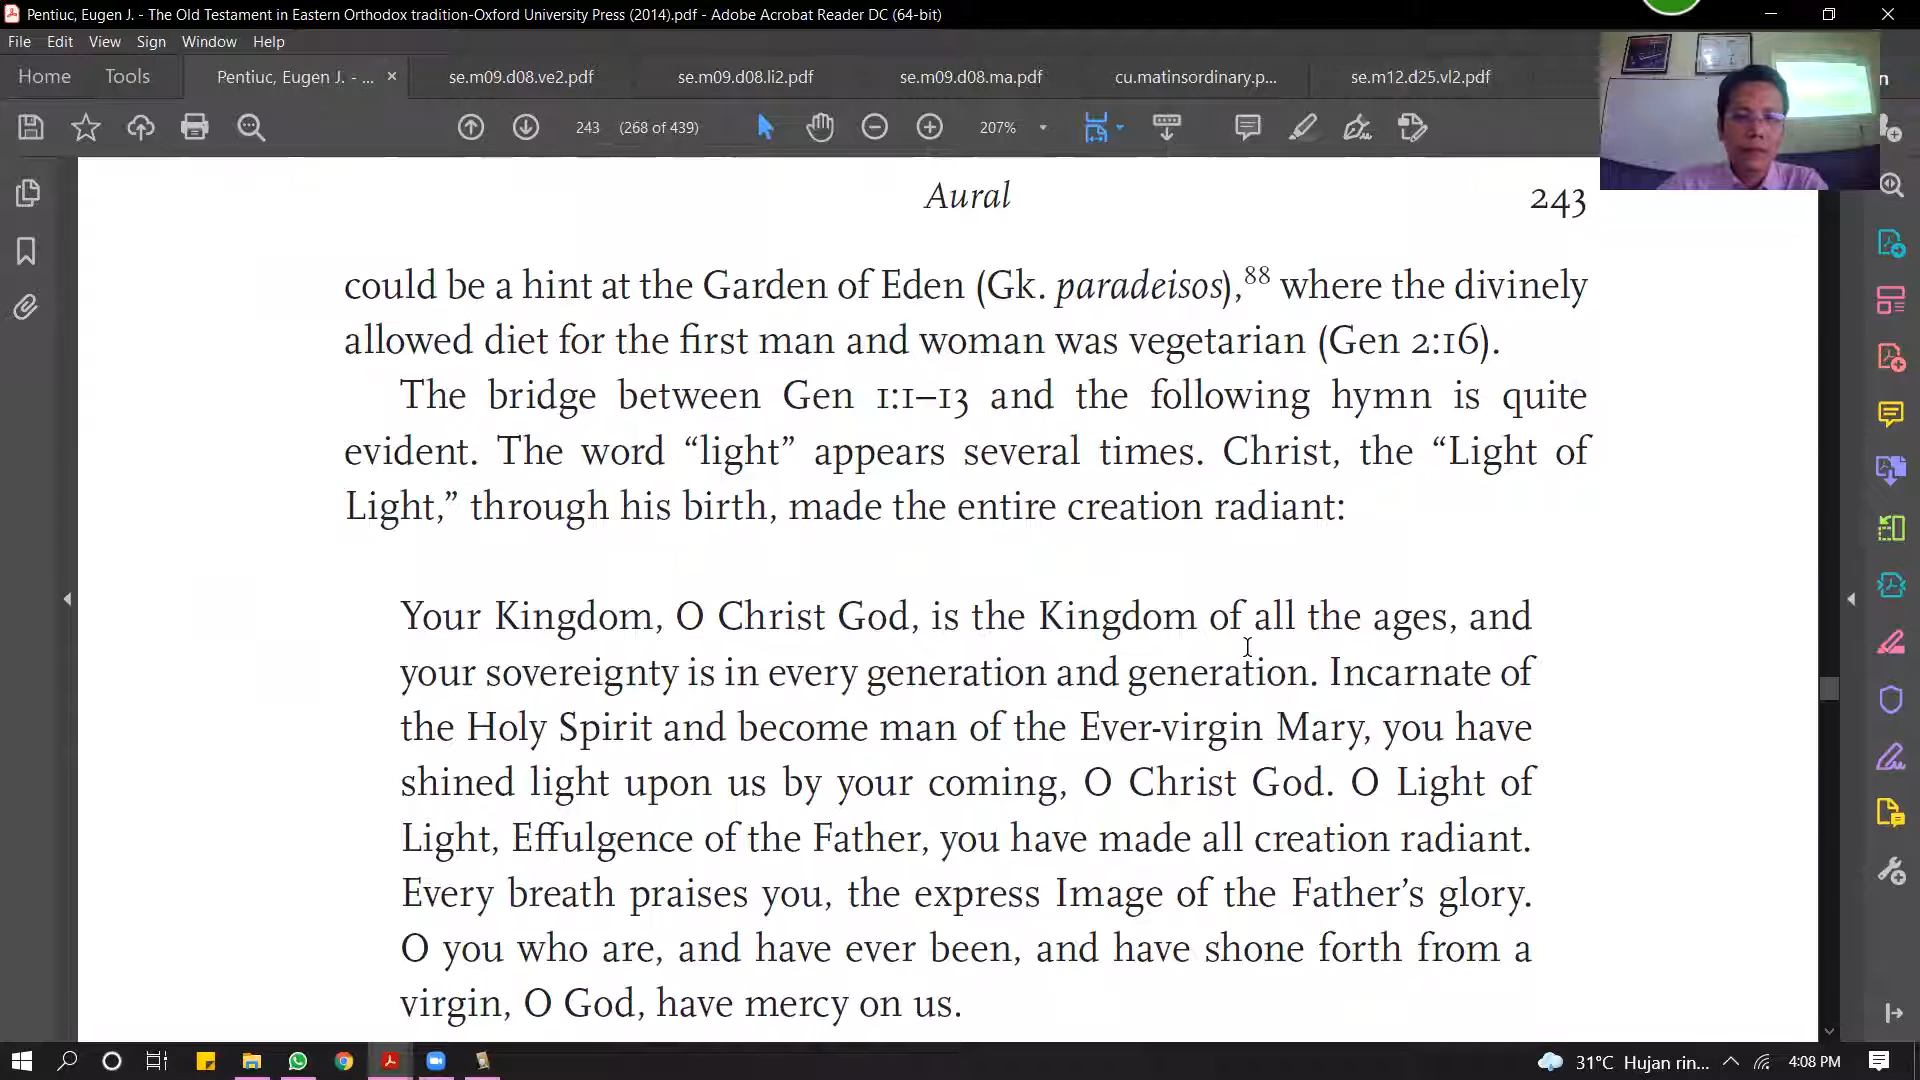 Pentiuc, Eugen J. - The Old Testament in Eastern Orthodox tradition-Oxford University Press (2014).pdf - Adobe Acrobat Reader DC (64-bit)
File Edit View Sign Window Help
Home Tools Pentiuc, Eugen J. - ... × se.m09.d08.ve2.pdf se.m09.d08.li2.pdf se.m09.d08.ma.pdf cu.matinsordinary.p... se.m12.d25.vl2.pdf
243 (268 of 439) 207%
Aural 243
could be a hint at the Garden of Eden (Gk. paradeisos),88 where the divinely
allowed diet for the first man and woman was vegetarian (Gen 2:16).
The bridge between Gen 1:1–13 and the following hymn is quite
evident. The word “light” appears several times. Christ, the “Light of
Light,” through his birth, made the entire creation radiant:
Your Kingdom, O Christ God, is the Kingdom of all the ages, and
your sovereignty is in every generation and generation. Incarnate of
the Holy Spirit and become man of the Ever-virgin Mary, you have
shined light upon us by your coming, O Christ God. O Light of
Light, Effulgence of the Father, you have made all creation radiant.
Every breath praises you, the express Image of the Father’s glory.
O you who are, and have ever been, and have shone forth from a
virgin, O God, have mercy on us.
31°C Hujan rin... 4:08 PM